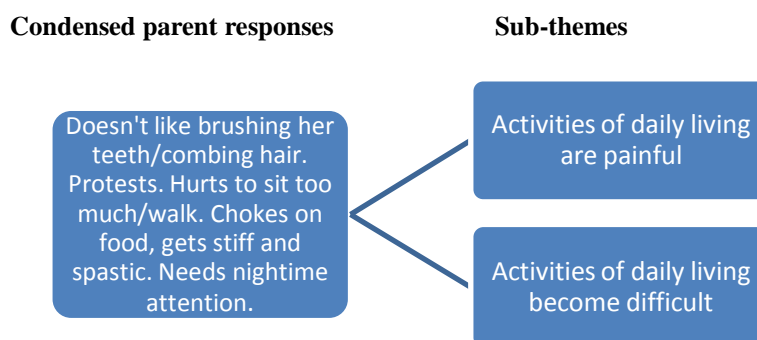 Condensed parent responses
Sub-themes
Doesn't like brushing her
teeth/combing hair.
Protests. Hurts to sit too
much/walk. Chokes on
food, gets stiff and
spastic. Needs nightime
attention.
Activities of daily living
are painful
Activities of daily living
become difficult